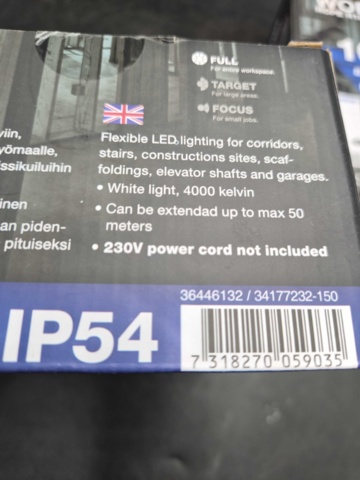 WO
FULL
For entire workspace.
TARGET
For large areas.
FOCUS
For small jobs.
viin,
yömaalle,
ssikuiluihin
inen
an piden-
pituiseksi
Flexible LED lighting for corridors,
stairs, constructions sites, scaf-
foldings, elevator shafts and garages.
• White light, 4000 kelvin
• Can be extendad up to max 50
meters
• 230V power cord not included
36446132 / 34177232-150
IP54
7 318270 059035